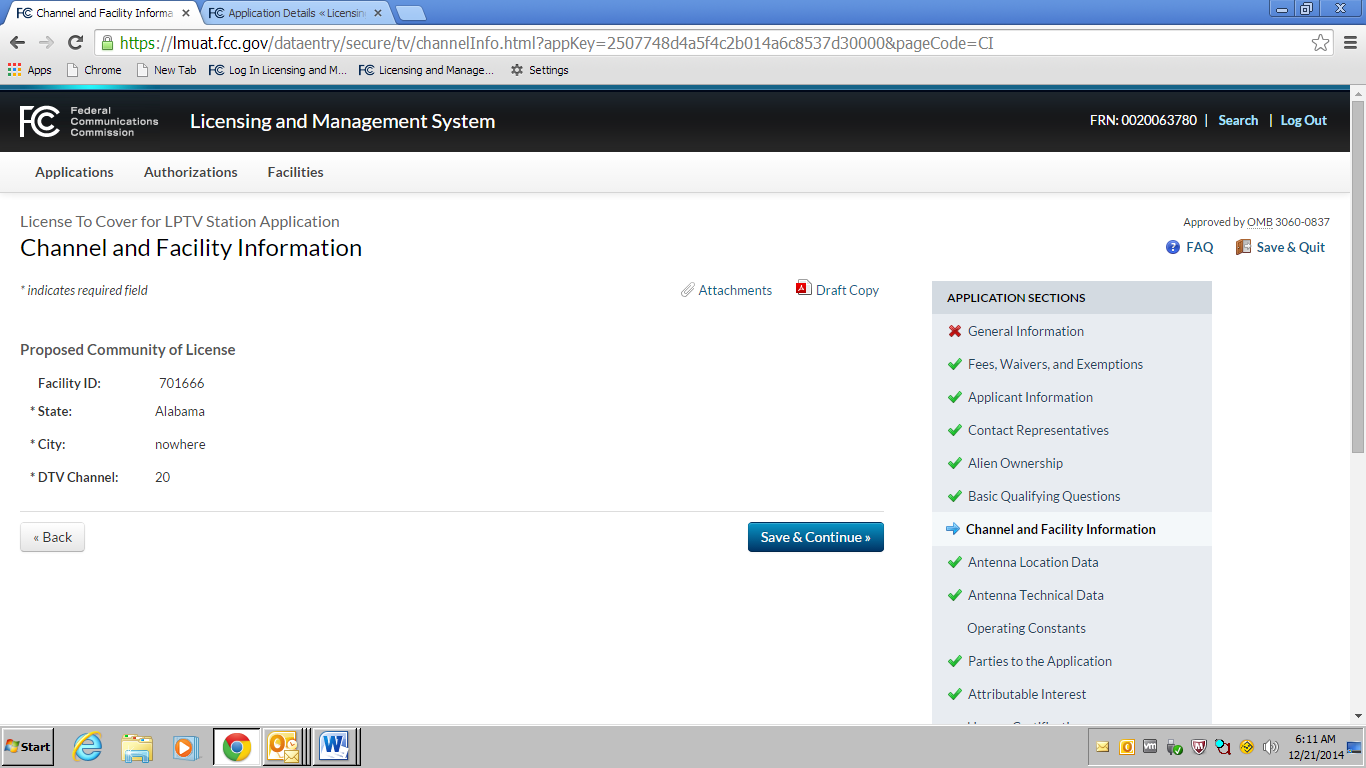 Channel and Facility Informa
Application Details « Licensin
https://lmuat.fcc.gov/dataentry/secure/tv/channelInfo.html?appKey=2507748d4a5f4c2b014a6c8537d30000&pageCode=CI
Apps Chrome New Tab Log In Licensing and M... Licensing and Manage... Settings
FCC Federal Communications Commission
Licensing and Management System
FRN: 0020063780 | Search | Log Out
Applications Authorizations Facilities
License To Cover for LPTV Station Application
Approved by OMB 3060-0837
Channel and Facility Information
FAQ Save & Quit
* indicates required field
Attachments Draft Copy
Proposed Community of License
Facility ID: 701666
* State: Alabama
* City: nowhere
* DTV Channel: 20
« Back
Save & Continue »
APPLICATION SECTIONS
General Information
Fees, Waivers, and Exemptions
Applicant Information
Contact Representatives
Alien Ownership
Basic Qualifying Questions
Channel and Facility Information
Antenna Location Data
Antenna Technical Data
Operating Constants
Parties to the Application
Attributable Interest
Start
6:11 AM
12/21/2014